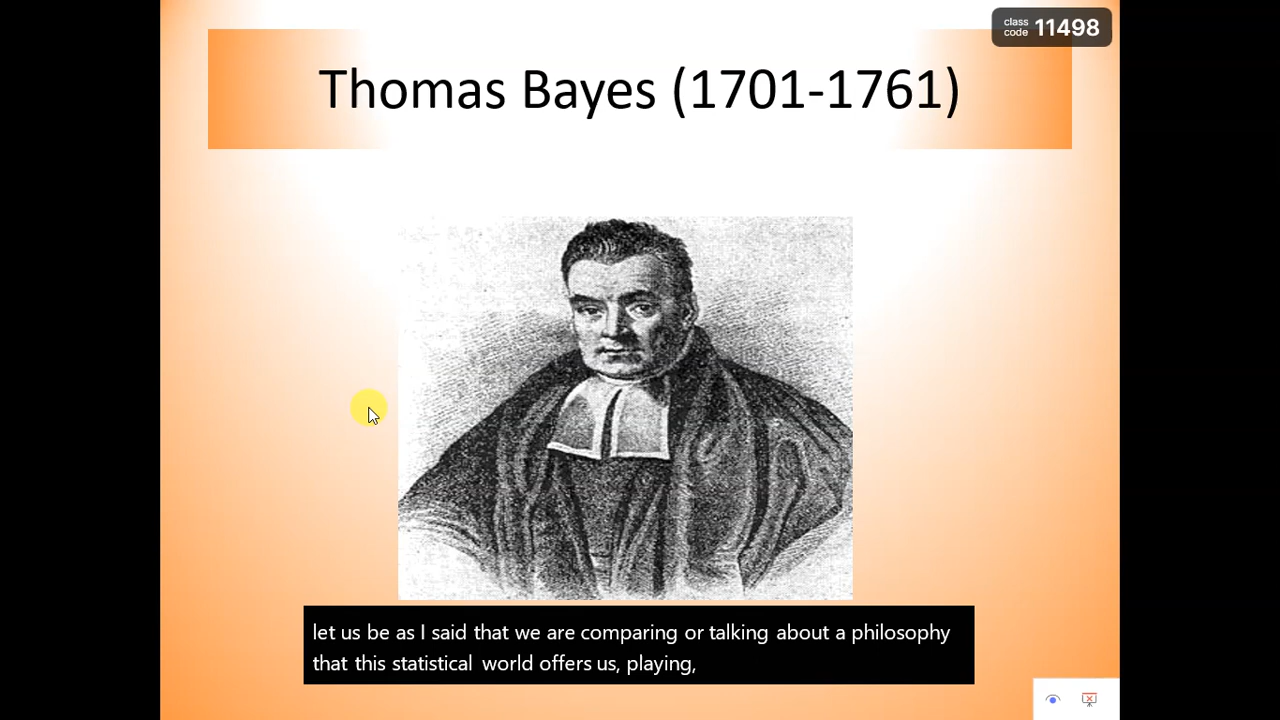 class
code 11498
Thomas Bayes (1701-1761)
let us be as I said that we are comparing or talking about a philosophy
that this statistical world offers us, playing,